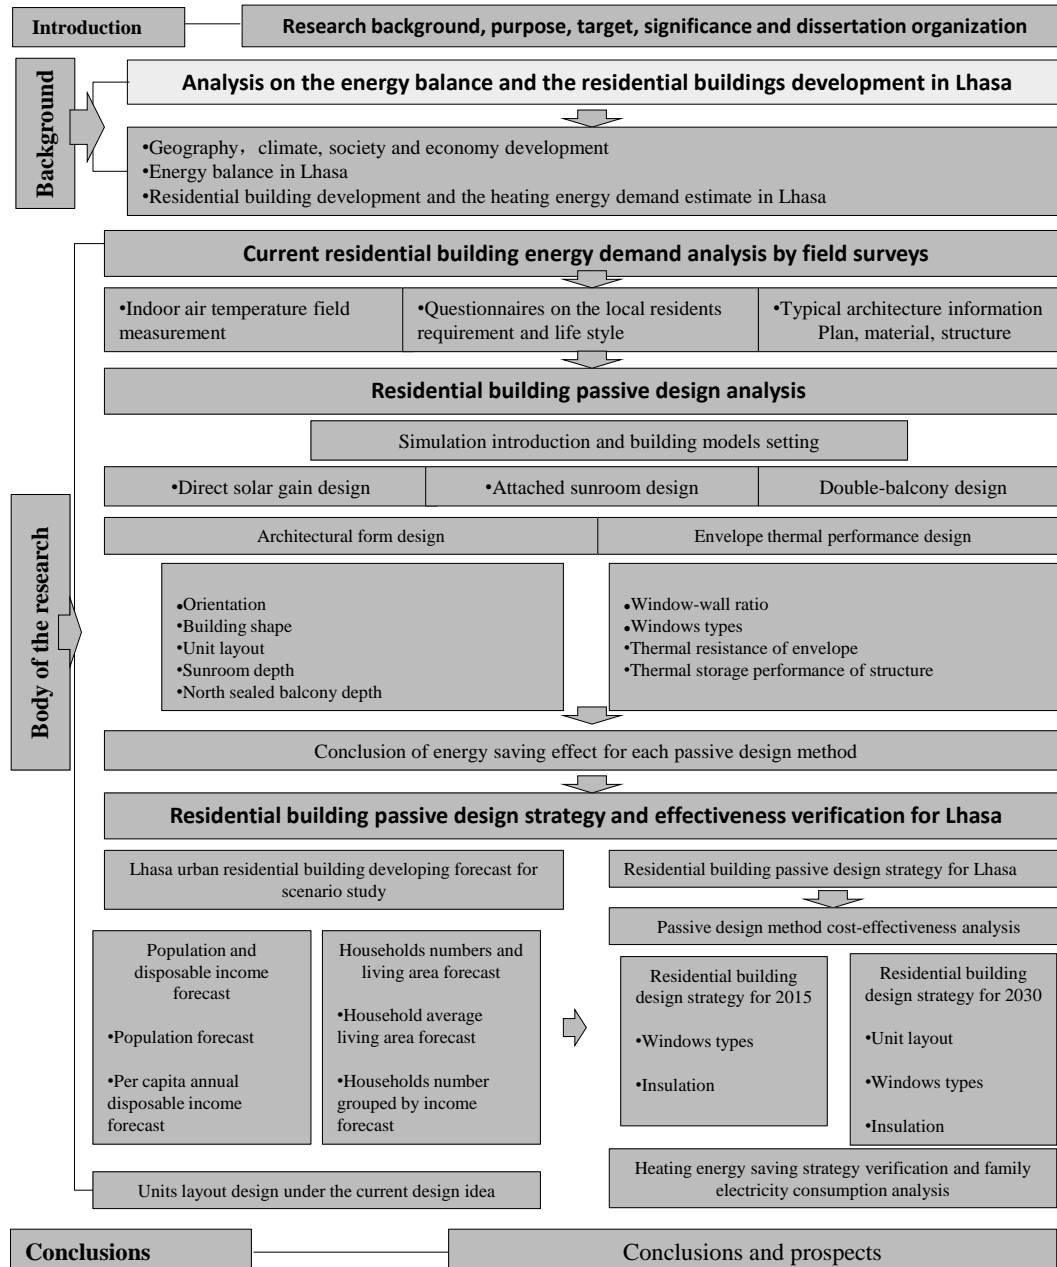 Introduction
Research background, purpose, target, significance and dissertation organization
Background
Analysis on the energy balance and the residential buildings development in Lhasa
•Geography，climate, society and economy development
•Energy balance in Lhasa
•Residential building development and the heating energy demand estimate in Lhasa
Body of the research
Current residential building energy demand analysis by field surveys
•Indoor air temperature field
measurement
•Questionnaires on the local residents
requirement and life style
•Typical architecture information
Plan, material, structure
Residential building passive design analysis
Simulation introduction and building models setting
•Direct solar gain design
•Attached sunroom design
Double-balcony design
Architectural form design
Envelope thermal performance design
•Orientation
•Building shape
•Unit layout
•Sunroom depth
•North sealed balcony depth
•Window-wall ratio
•Windows types
•Thermal resistance of envelope
•Thermal storage performance of structure
Conclusion of energy saving effect for each passive design method
Residential building passive design strategy and effectiveness verification for Lhasa
Lhasa urban residential building developing forecast for
scenario study
Population and
disposable income
forecast
•Population forecast
•Per capita annual
disposable income
forecast
Households numbers and
living area forecast
•Household average
living area forecast
•Households number
grouped by income
forecast
Units layout design under the current design idea
Residential building passive design strategy for Lhasa
Passive design method cost-effectiveness analysis
Residential building
design strategy for 2015
•Windows types
•Insulation
Residential building
design strategy for 2030
•Unit layout
•Windows types
•Insulation
Heating energy saving strategy verification and family
electricity consumption analysis
Conclusions
Conclusions and prospects